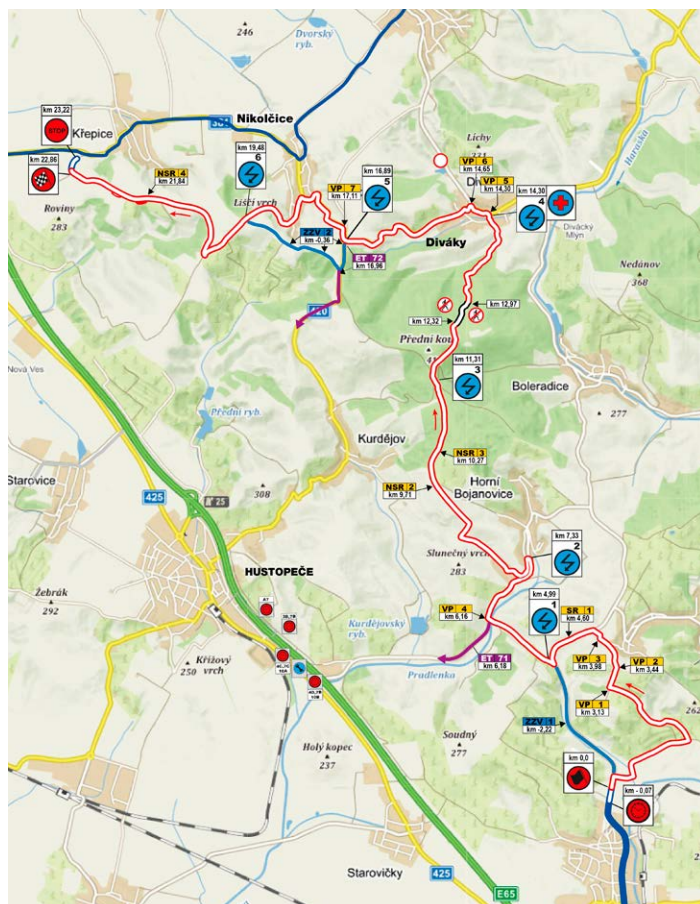 246
Dvorský
ryb.
km 23,22
STOP
Křepice
381
Nikolčice
km 19,48
6
Lichy
VP 6
km 14,65
Haraska
km 22,86
NSR 4
km 21,84
Roviny
283
Liščí vrch
VP 7
km 17,11
km 16,89
5
VP 5
km 14,30
km 14,30
4
Divácký
Mlýn
ZZV 2
km -0,36
Diváky
ET 72
km 16,96
Nedánov
368
420
km 12,97
km 12,32
Přední kou
km 11,31
3
Nová Ves
Přední ryb.
Boleradice
277
Kurdějov
Starovice
425
25
308
NSR 3
km 10,27
NSR 2
km 9,71
Horní
Bojanovice
km 7,33
2
Slunečný vrch
283
HUSTOPEČE
Žebrák
292
km 4,99
1
SR 1
km 4,60
VP 4
km 6,16
Kurdějovský
ryb.
VP 3
km 3,98
VP 2
km 3,44
Křížový
vrch
250
Pradlenka
ET 71
km 6,18
VP 1
km 3,13
262
ZZV 1
km -2,22
Soudný
277
Holý kopec
237
km 0,0
km - 0,07
Starovičky
425
E65